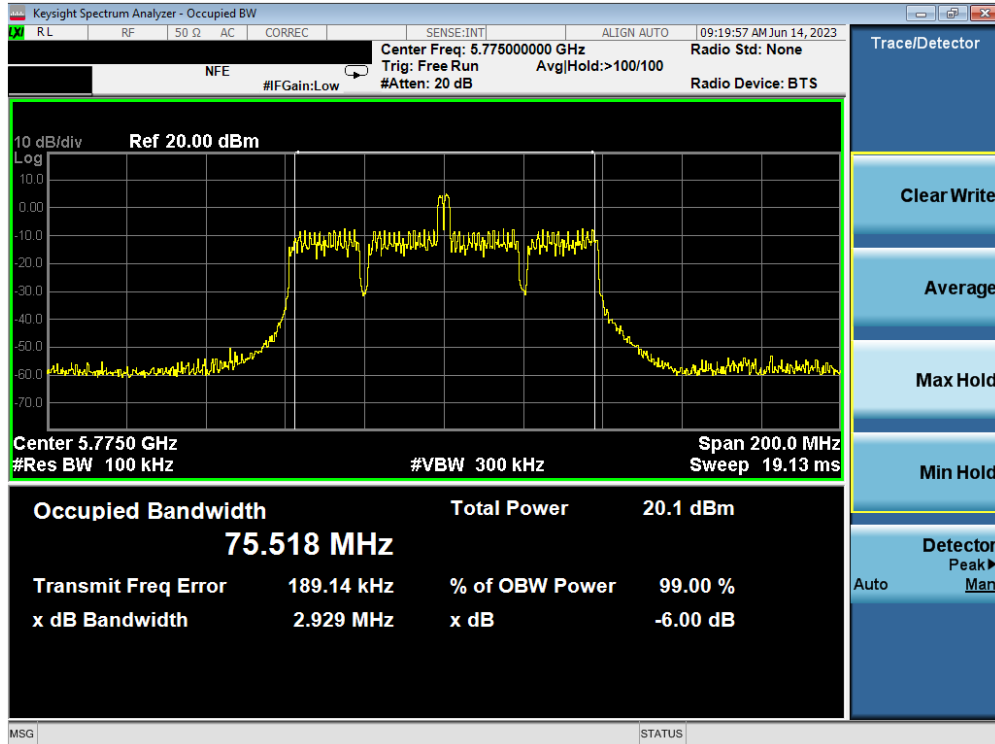 Keysight Spectrum Analyzer - Occupied BW
LXI RL RF 50 Ω AC CORREC SENSE:INT ALIGN AUTO 09:19:57 AM Jun 14, 2023
Center Freq: 5.775000000 GHz Radio Std: None
NFE Trig: Free Run Avg|Hold:>100/100
#IFGain:Low #Atten: 20 dB Radio Device: BTS
Trace/Detector
10 dB/div Ref 20.00 dBm
Log
10.0
0.00
-10.0
-20.0
-30.0
-40.0
-50.0
-60.0
-70.0
Center 5.7750 GHz Span 200.0 MHz
#Res BW 100 kHz #VBW 300 kHz Sweep 19.13 ms
Occupied Bandwidth Total Power 20.1 dBm
75.518 MHz
Transmit Freq Error 189.14 kHz % of OBW Power 99.00 %
x dB Bandwidth 2.929 MHz x dB -6.00 dB
Clear Write
Average
Max Hold
Min Hold
Detector
Peak▶
Auto Man
MSG STATUS